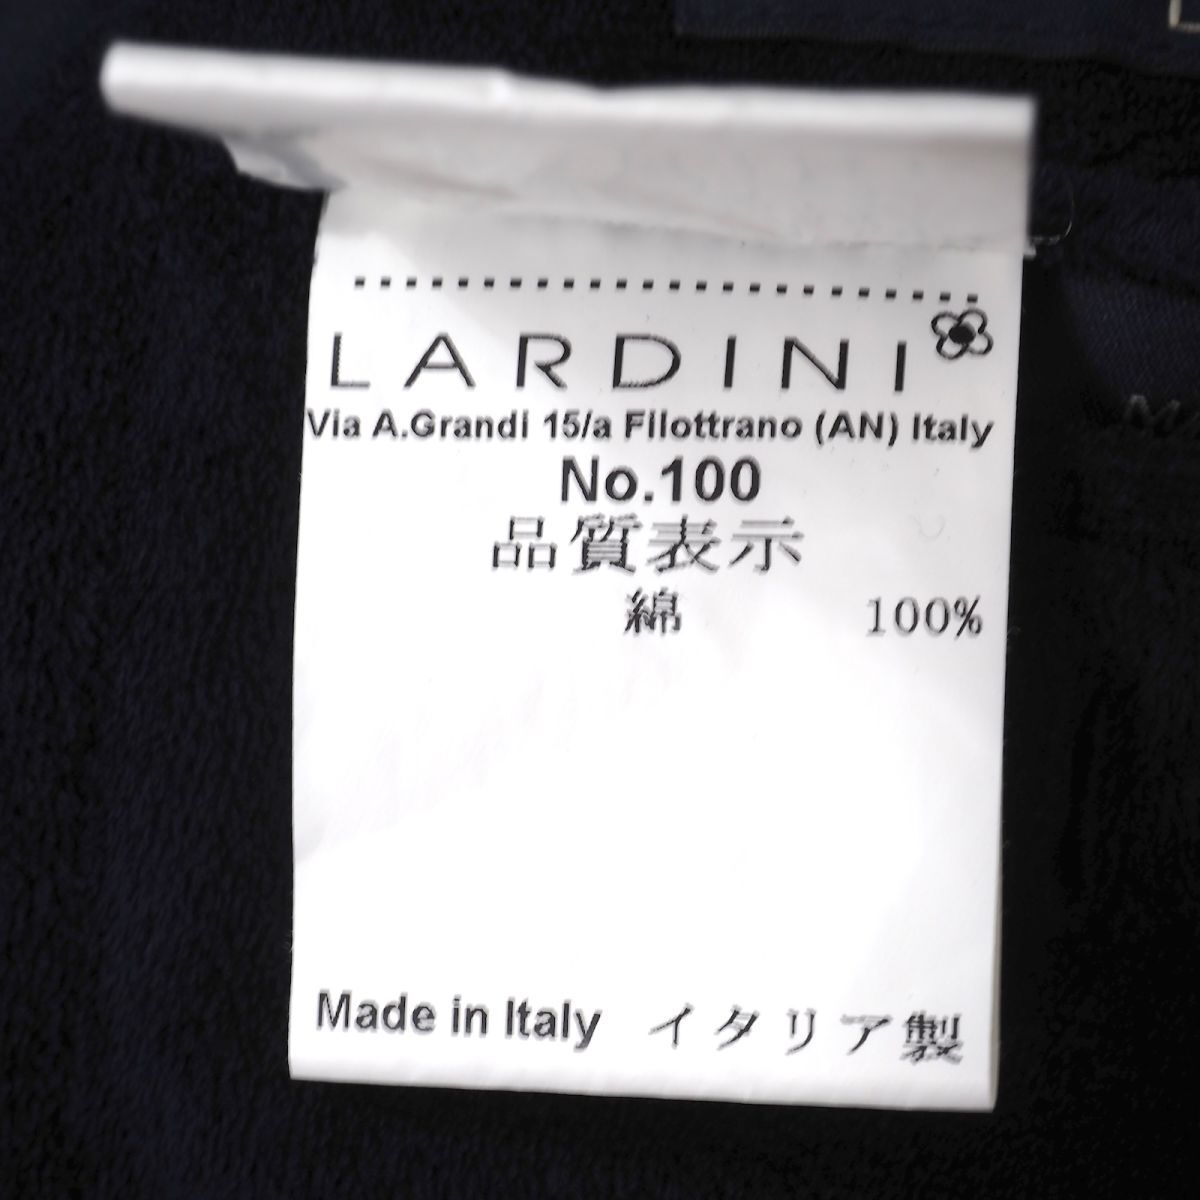 LARDINI
Via A.Grandi 15/a Filottrano (AN) Italy
No.100
品質表示
綿 100%
Made in Italy イタリア製